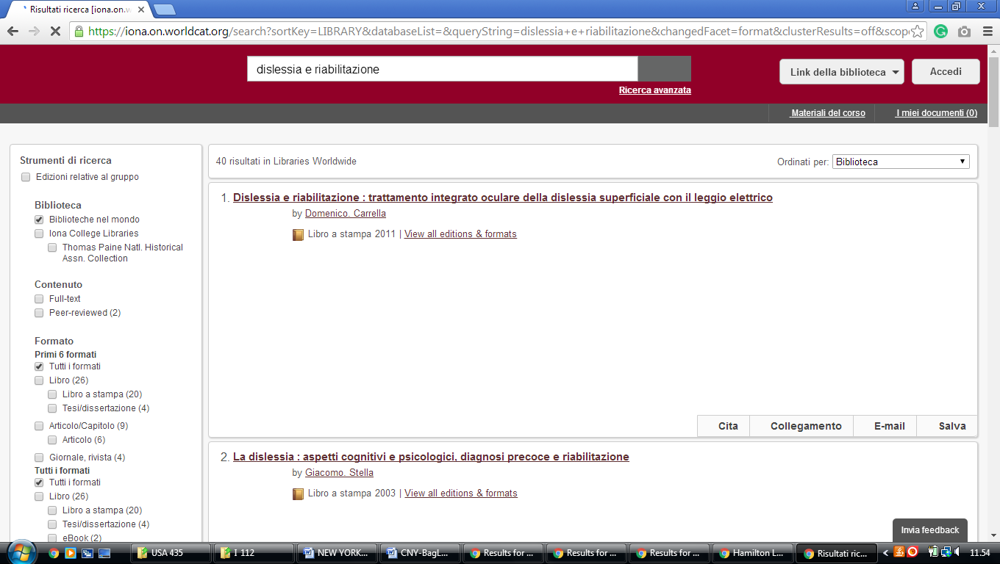 Risultati ricerca [iona.on.w
https://iona.on.worldcat.org/search?sortKey=LIBRARY&databaseList=&queryString=dislessia+e+riabilitazione&changedFacet=format&clusterResults=off&scop
dislessia e riabilitazione
Link della biblioteca
Accedi
Ricerca avanzata
Materiali del corso
I miei documenti (0)
Strumenti di ricerca
Edizioni relative al gruppo
Biblioteca
Biblioteche nel mondo
Iona College Libraries
Thomas Paine Natl. Historical
Assn. Collection
Contenuto
Full-text
Peer-reviewed (2)
Formato
Primi 6 formati
Tutti i formati
Libro (26)
Libro a stampa (20)
Tesi/dissertazione (4)
Articolo/Capitolo (9)
Articolo (6)
Giornale, rivista (4)
Tutti i formati
Tutti i formati
Libro (26)
Libro a stampa (20)
Tesi/dissertazione (4)
eBook (2)
40 risultati in Libraries Worldwide
Ordinati per: Biblioteca
1. Dislessia e riabilitazione : trattamento integrato oculare della dislessia superficiale con il leggio elettrico
by Domenico. Carrella
Libro a stampa 2011 | View all editions & formats
Cita Collegamento E-mail Salva
2. La dislessia : aspetti cognitivi e psicologici, diagnosi precoce e riabilitazione
by Giacomo. Stella
Libro a stampa 2003 | View all editions & formats
Invia feedback
USA 435
I 112
NEW YORK...
CNY-BagL...
Results for ...
Results for ...
Results for ...
Hamilton L...
Risultati ric...
11.54